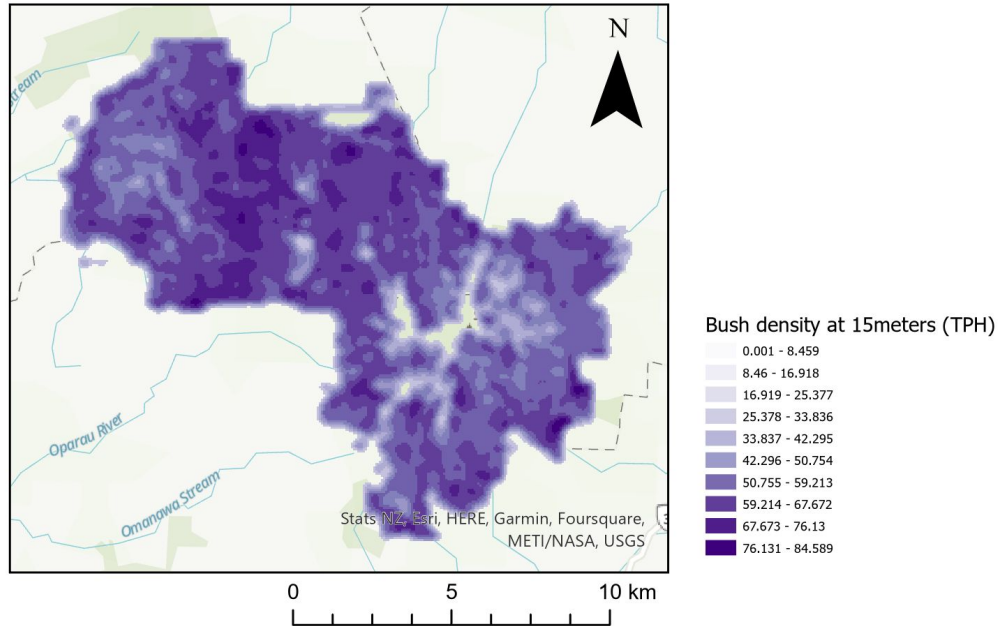 N
tream
Oparau River
Omanawa Stream
Stats NZ, Esri, HERE, Garmin, Foursquare,
METI/NASA, USGS
3
0 5 10 km
Bush density at 15meters (TPH)
0.001 - 8.459
8.46 - 16.918
16.919 - 25.377
25.378 - 33.836
33.837 - 42.295
42.296 - 50.754
50.755 - 59.213
59.214 - 67.672
67.673 - 76.13
76.131 - 84.589